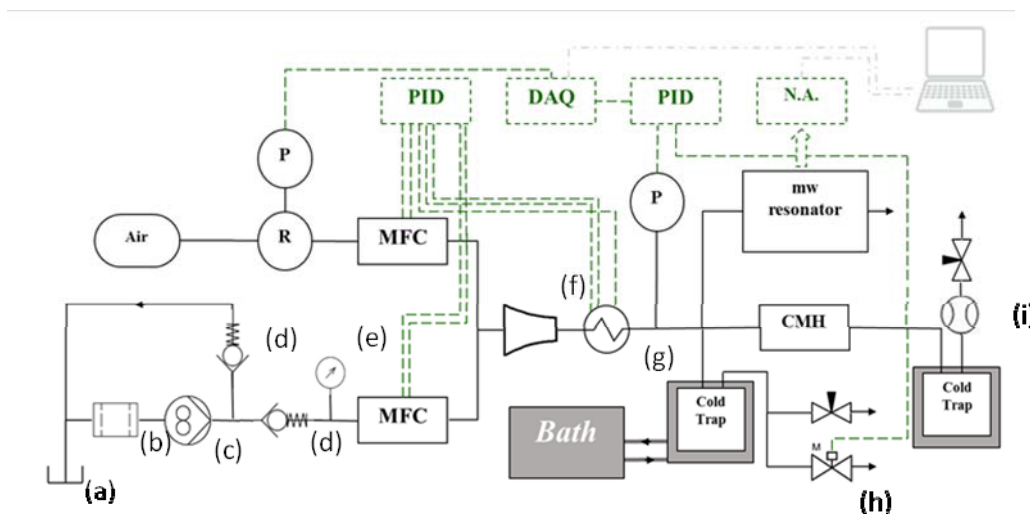 PID
DAQ
PID
N.A.
P
mw
resonator
P
Air
R
MFC
(f)
(d)
(e)
(g)
CMH
(i)
(b)
(c)
(d)
MFC
Bath
Cold
Trap
Cold
Trap
M
(a)
(h)